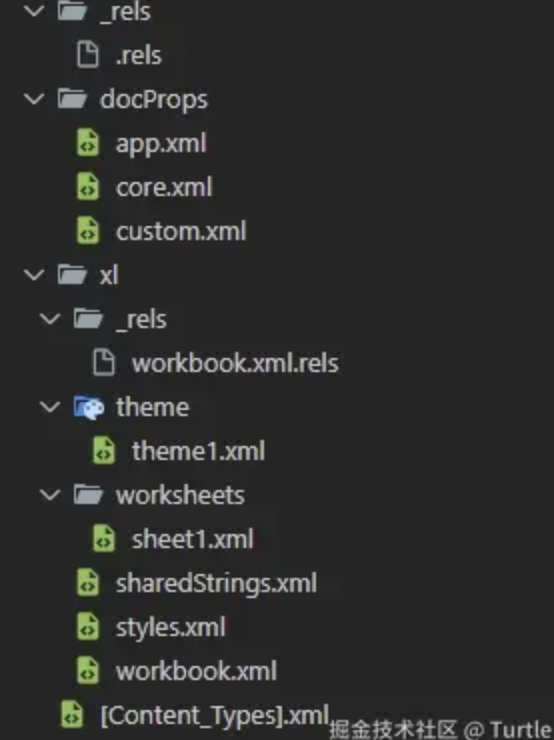 _rels
.rels
docProps
app.xml
core.xml
custom.xml
xl
_rels
workbook.xml.rels
theme
theme1.xml
worksheets
sheet1.xml
sharedStrings.xml
styles.xml
workbook.xml
[Content_Types].xml
掘金技术社区 @ Turtle